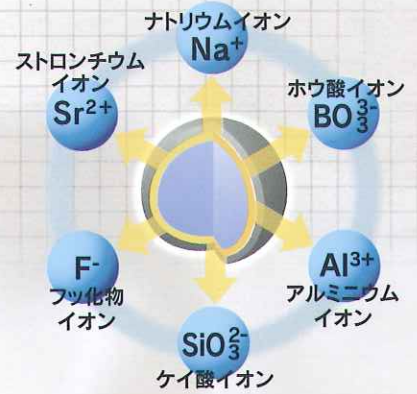 ナトリウムイオン
Na⁺
ストロンチウム
イオン
Sr²⁺
ホウ酸イオン
BO₃³⁻
F⁻
フッ化物
イオン
Al³⁺
アルミニウム
イオン
SiO₃²⁻
ケイ酸イオン